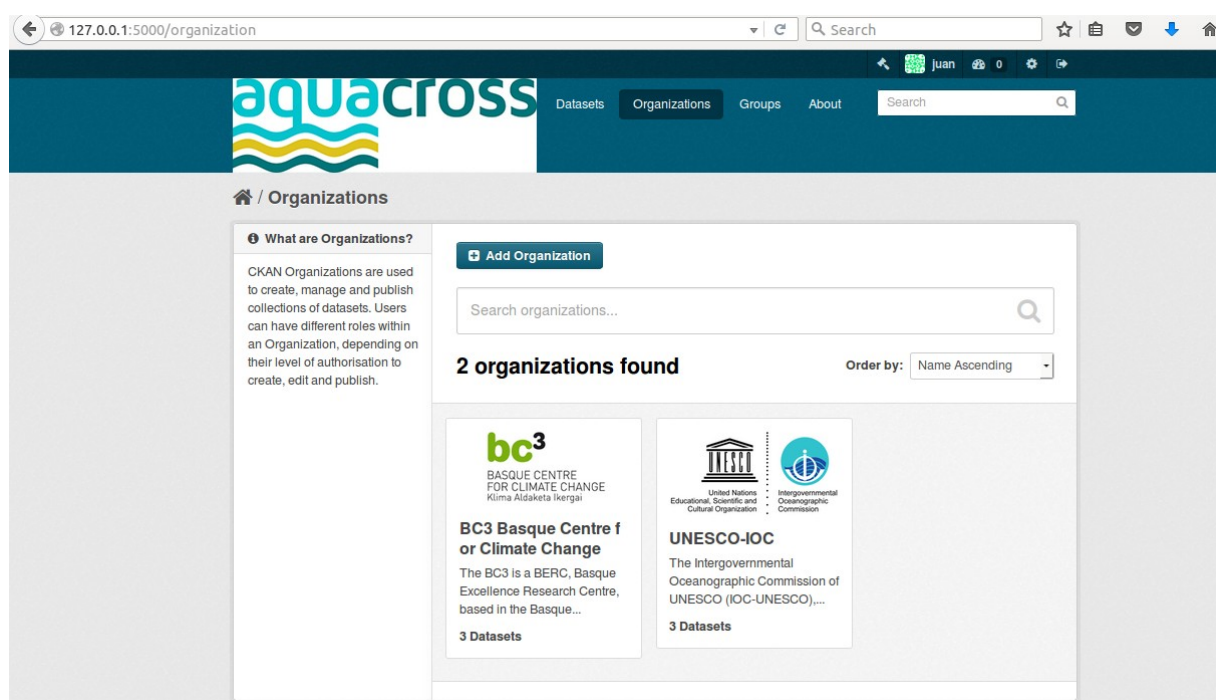 127.0.0.1:5000/organization
Search
juan
0
aquacross
Datasets
Organizations
Groups
About
Search
/ Organizations
What are Organizations?
CKAN Organizations are used
to create, manage and publish
collections of datasets. Users
can have different roles within
an Organization, depending on
their level of authorisation to
create, edit and publish.
Add Organization
Search organizations...
2 organizations found
Order by:
Name Ascending
bc3
BASQUE CENTRE
FOR CLIMATE CHANGE
Klima Aldaketa Ikergai
BC3 Basque Centre f
or Climate Change
The BC3 is a BERC, Basque
Excellence Research Centre,
based in the Basque...
3 Datasets
UNESCO
United Nations
Educational, Scientific and
Cultural Organization
Intergovernmental
Oceanographic
Commission
UNESCO-IOC
The Intergovernmental
Oceanographic Commission of
UNESCO (IOC-UNESCO),...
3 Datasets